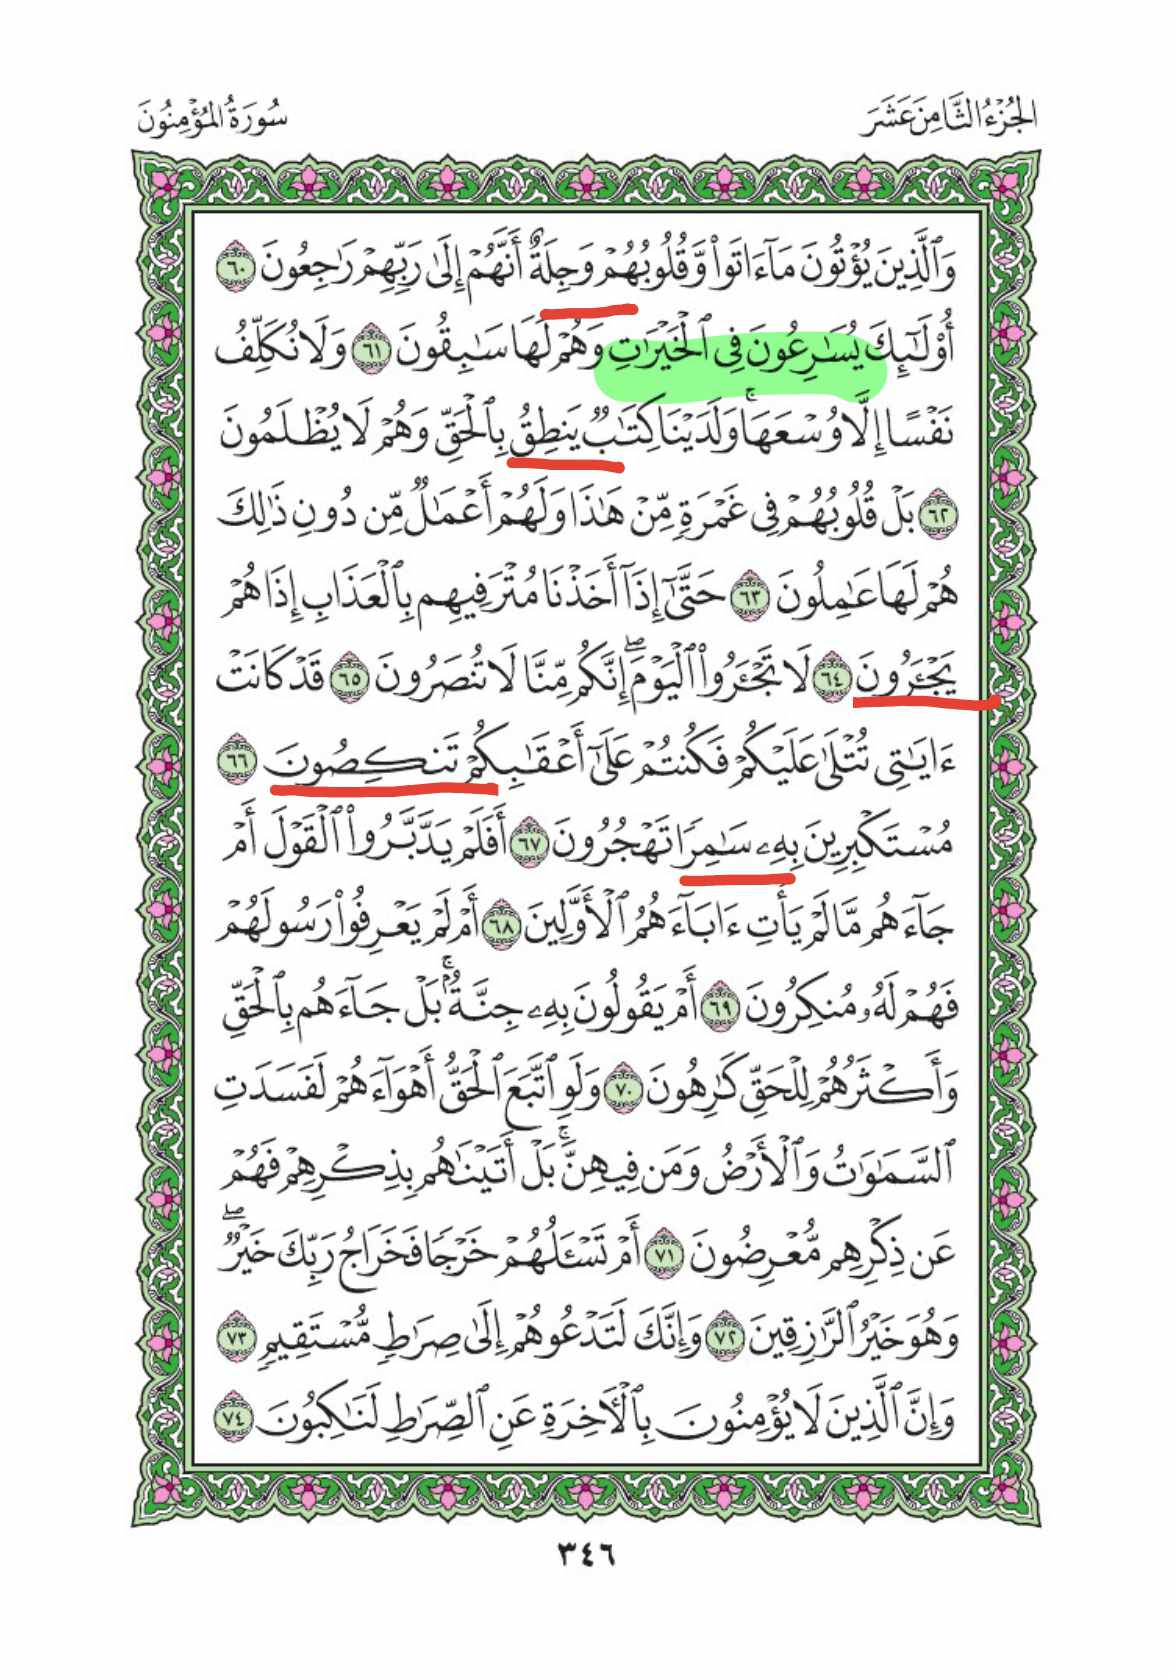 الجُزْءُ الثَّامِنَ عَشَرَ
سُورَةُ المُؤْمِنُونَ
وَٱلَّذِينَ يُؤْتُونَ مَآ ءَاتَوا۟ وَّقُلُوبُهُمْ وَجِلَةٌ أَنَّهُمْ إِلَىٰ رَبِّهِمْ رَٰجِعُونَ ٦٠
أُو۟لَٰٓئِكَ يُسَٰرِعُونَ فِى ٱلْخَيْرَٰتِ وَهُمْ لَهَا سَٰبِقُونَ ٦١ وَلَا نُكَلِّفُ
نَفْسًا إِلَّا وُسْعَهَا ۚ وَلَدَيْنَا كِتَٰبٌ يَنطِقُ بِٱلْحَقِّ وَهُمْ لَا يُظْلَمُونَ
٦٢ بَلْ قُلُوبُهُمْ فِى غَمْرَةٍ مِّنْ هَٰذَا وَلَهُمْ أَعْمَٰلٌ مِّن دُونِ ذَٰلِكَ
هُمْ لَهَا عَٰمِلُونَ ٦٣ حَتَّىٰٓ إِذَآ أَخَذْنَا مُتْرَفِيهِم بِٱلْعَذَابِ إِذَا هُمْ
يَجْـَٔرُونَ ٦٤ لَا تَجْـَٔرُوا۟ ٱلْيَوْمَ ۖ إِنَّكُم مِّنَّا لَا تُنصَرُونَ ٦٥ قَدْ كَانَتْ
ءَايَٰتِى تُتْلَىٰ عَلَيْكُمْ فَكُنتُمْ عَلَىٰٓ أَعْقَٰبِكُمْ تَنكِصُونَ ٦٦
مُسْتَكْبِرِينَ بِهِۦ سَٰمِرًا تَهْجُرُونَ ٦٧ أَفَلَمْ يَدَّبَّرُوا۟ ٱلْقَوْلَ أَمْ
جَآءَهُم مَّا لَمْ يَأْتِ ءَابَآءَهُمُ ٱلْأَوَّلِينَ ٦٨ أَمْ لَمْ يَعْرِفُوا۟ رَسُولَهُمْ
فَهُمْ لَهُۥ مُنكِرُونَ ٦٩ أَمْ يَقُولُونَ بِهِۦ جِنَّةٌۢ ۚ بَلْ جَآءَهُم بِٱلْحَقِّ
وَأَكْثَرُهُمْ لِلْحَقِّ كَٰرِهُونَ ٧٠ وَلَوِ ٱتَّبَعَ ٱلْحَقُّ أَهْوَآءَهُمْ لَفَسَدَتِ
ٱلسَّمَٰوَٰتُ وَٱلْأَرْضُ وَمَن فِيهِنَّ ۚ بَلْ أَتَيْنَٰهُم بِذِكْرِهِمْ فَهُمْ
عَن ذِكْرِهِم مُّعْرِضُونَ ٧١ أَمْ تَسْـَٔلُهُمْ خَرْجًا فَخَرَاجُ رَبِّكَ خَيْرٌ ۖ
وَهُوَ خَيْرُ ٱلرَّٰزِقِينَ ٧٢ وَإِنَّكَ لَتَدْعُوهُمْ إِلَىٰ صِرَٰطٍ مُّسْتَقِيمٍ ٧٣
وَإِنَّ ٱلَّذِينَ لَا يُؤْمِنُونَ بِٱلْـَٔاخِرَةِ عَنِ ٱلصِّرَٰطِ لَنَٰكِبُونَ ٧٤
٣٤٦